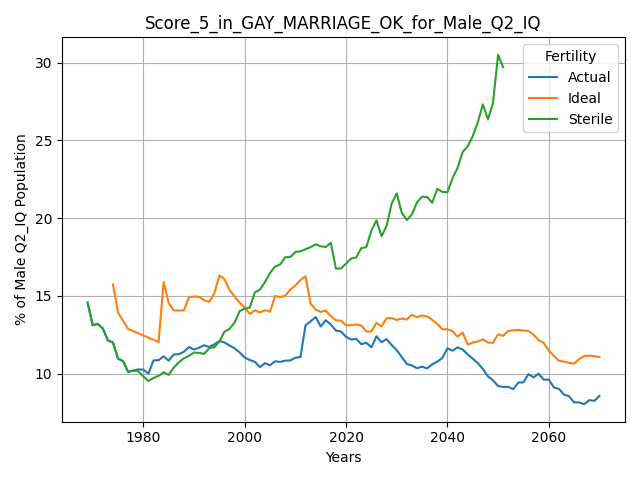 Score_5_in_GAY_MARRIAGE_OK_for_Male_Q2_IQ
% of Male Q2_IQ Population
30
25
20
15
10
Fertility
Actual
Ideal
Sterile
1980 2000 2020 2040 2060
Years